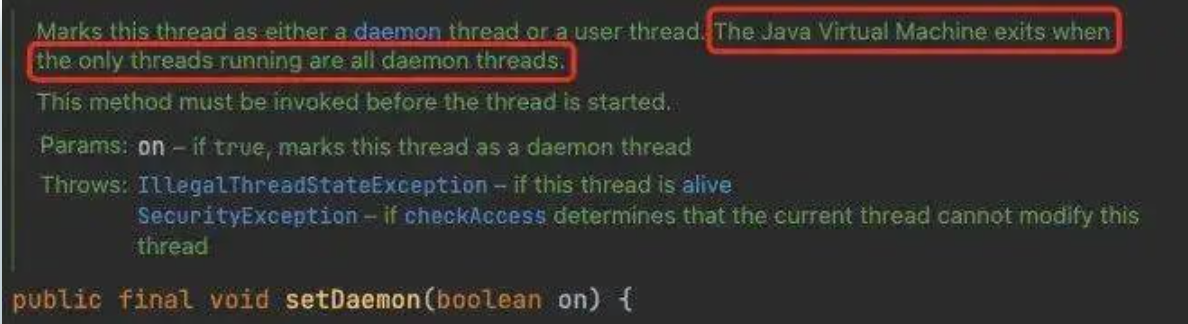 Marks this thread as either a daemon thread or a user thread. The Java Virtual Machine exits when
the only threads running are all daemon threads.
This method must be invoked before the thread is started.
Params: on – if true, marks this thread as a daemon thread
Throws: IllegalThreadStateException – if this thread is alive
SecurityException – if checkAccess determines that the current thread cannot modify this
thread
public final void setDaemon(boolean on) {